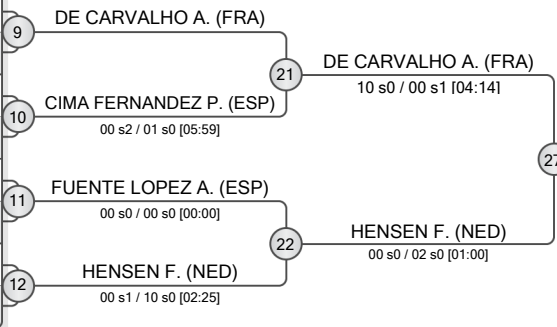 9
DE CARVALHO A. (FRA)
21
DE CARVALHO A. (FRA)
10 s0 / 00 s1 [04:14]
10
CIMA FERNANDEZ P. (ESP)
00 s2 / 01 s0 [05:59]
27
11
FUENTE LOPEZ A. (ESP)
00 s0 / 00 s0 [00:00]
22
HENSEN F. (NED)
00 s0 / 02 s0 [01:00]
12
HENSEN F. (NED)
00 s1 / 10 s0 [02:25]